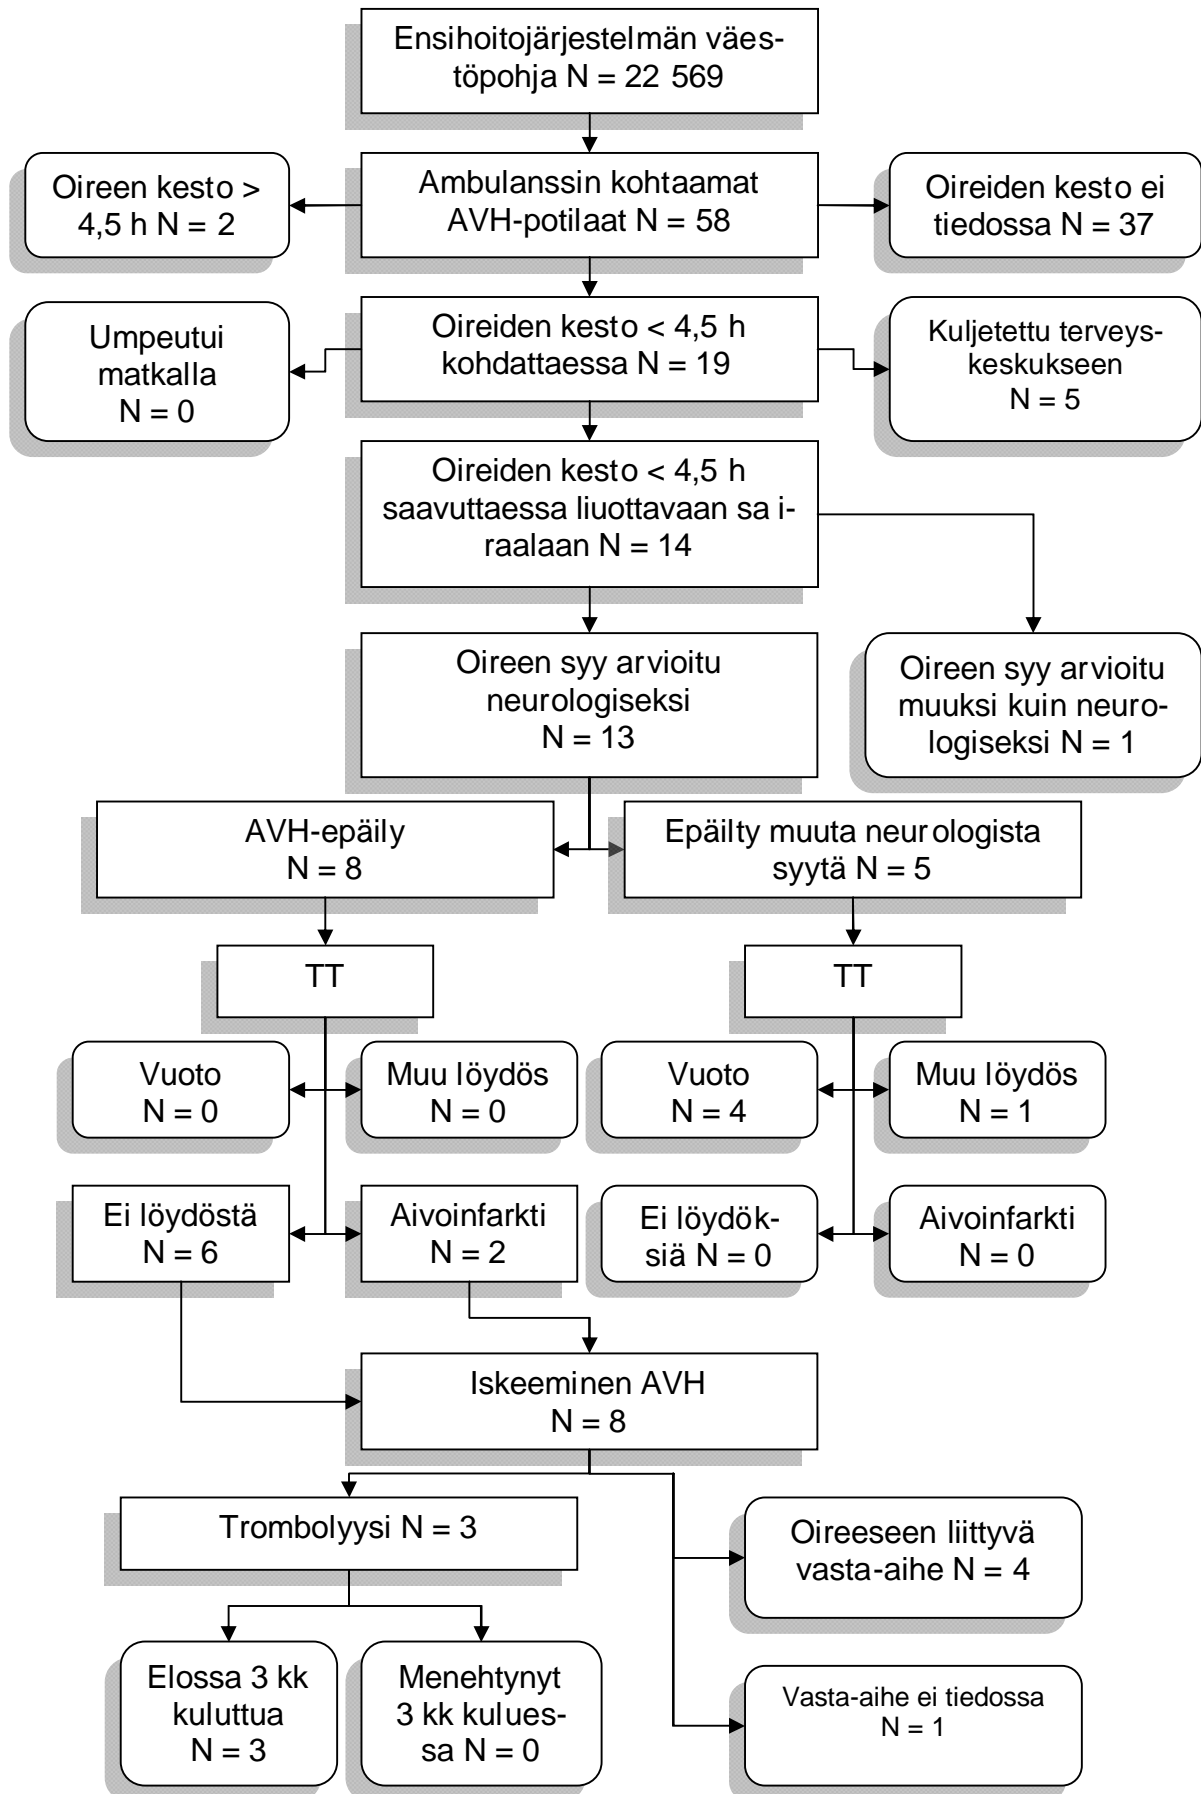 Ensihoitojärjestelmän väes-
töpohja N = 22 569
Oireen kesto >
4,5 h N = 2
Ambulanssin kohtaamat
AVH-potilaat N = 58
Oireiden kesto ei
tiedossa N = 37
Umpeutui
matkalla
N = 0
Oireiden kesto < 4,5 h
kohdattaessa N = 19
Kuljetettu terveys-
keskukseen
N = 5
Oireiden kesto < 4,5 h
saavuttaessa liuottavaan sa i-
raalaan N = 14
Oireen syy arvioitu
neurologiseksi
N = 13
Oireen syy arvioitu
muuksi kuin neuro-
logiseksi N = 1
AVH-epäily
N = 8
Epäilty muuta neurologista
syytä N = 5
TT
TT
Vuoto
N = 0
Muu löydös
N = 0
Vuoto
N = 4
Muu löydös
N = 1
Ei löydöstä
N = 6
Aivoinfarkti
N = 2
Ei löydök-
siä N = 0
Aivoinfarkti
N = 0
Iskeeminen AVH
N = 8
Trombolyysi N = 3
Oireeseen liittyvä
vasta-aihe N = 4
Elossa 3 kk
kuluttua
N = 3
Menehtynyt
3 kk kulues-
sa N = 0
Vasta-aihe ei tiedossa
N = 1